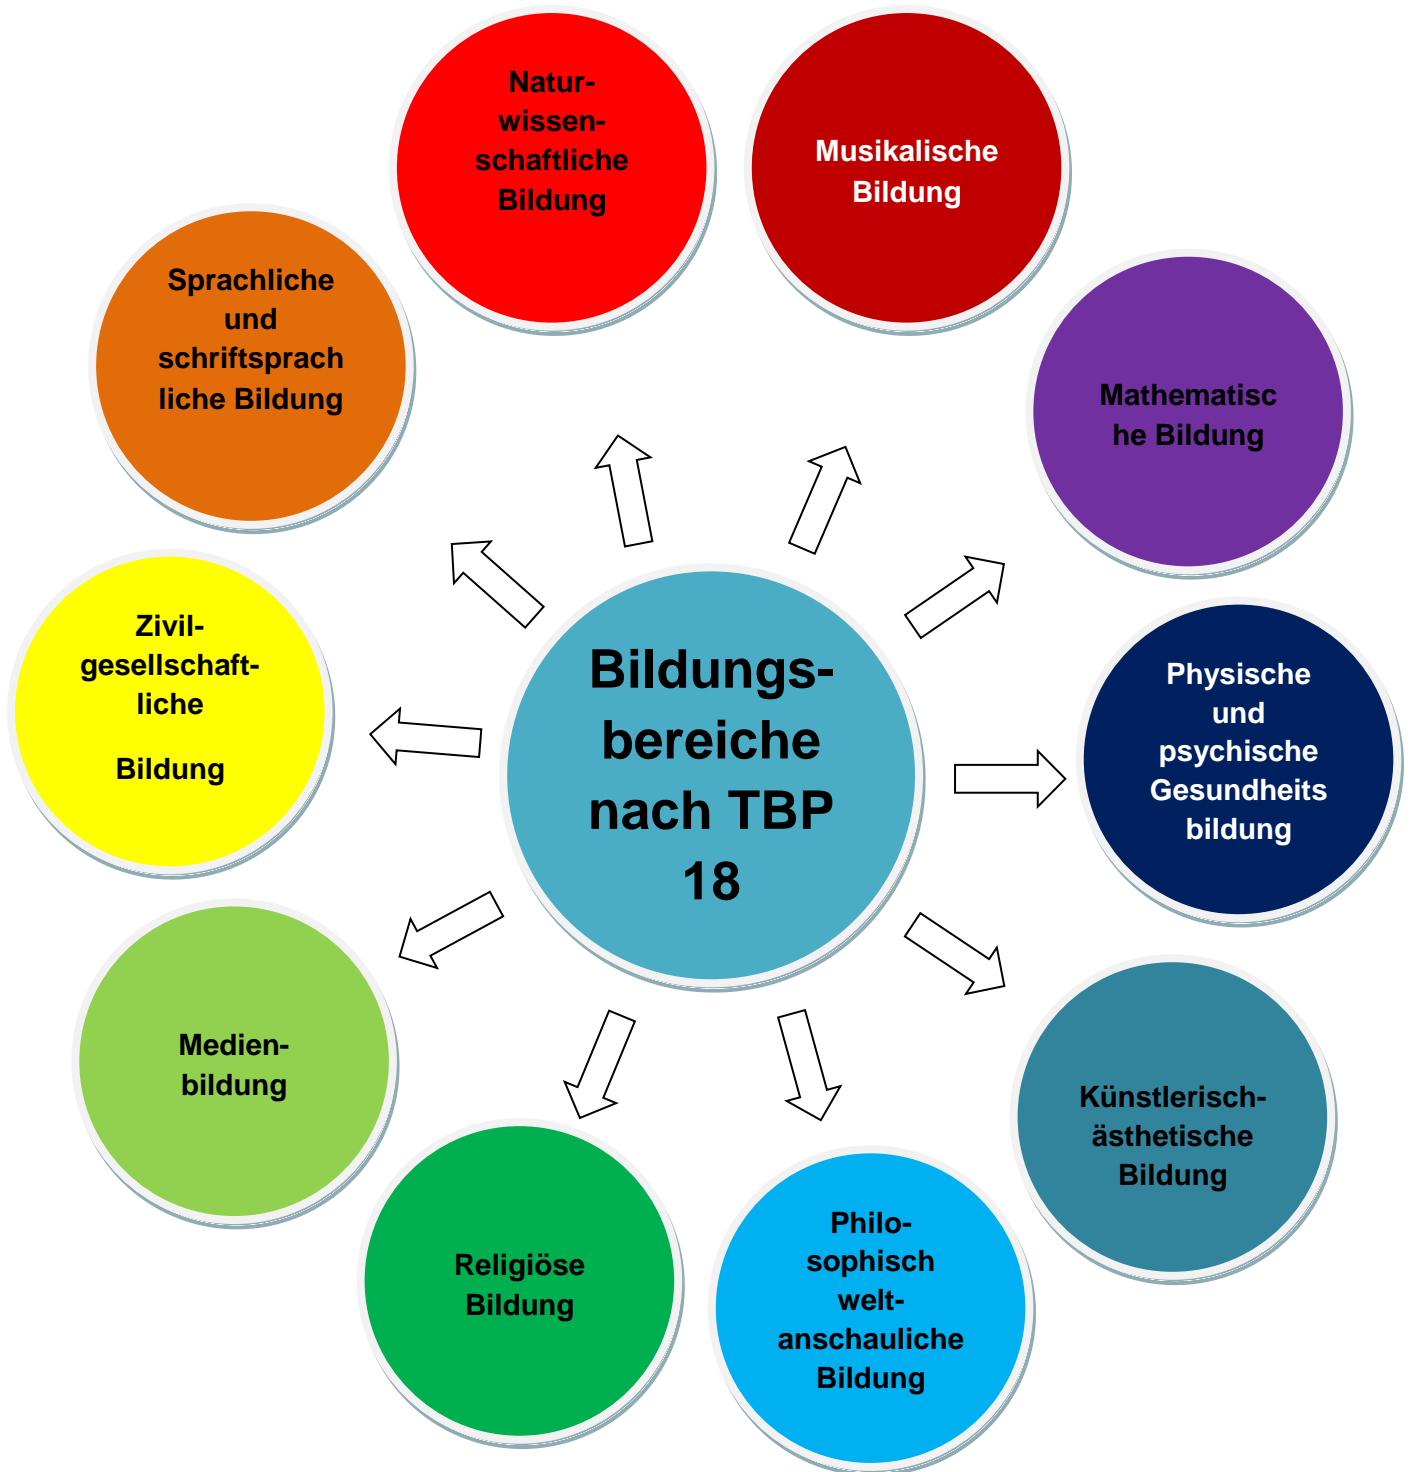 Natur-
wissen-
schaftliche
Bildung
Musikalische
Bildung
Sprachliche
und
schriftsprach
liche Bildung
Mathematisc
he Bildung
Zivil-
gesellschaft-
liche
Bildung
Bildungs-
bereiche
nach TBP
18
Physische
und
psychische
Gesundheits
bildung
Medien-
bildung
Künstlerisch-
ästhetische
Bildung
Religiöse
Bildung
Philo-
sophisch
welt-
anschauliche
Bildung